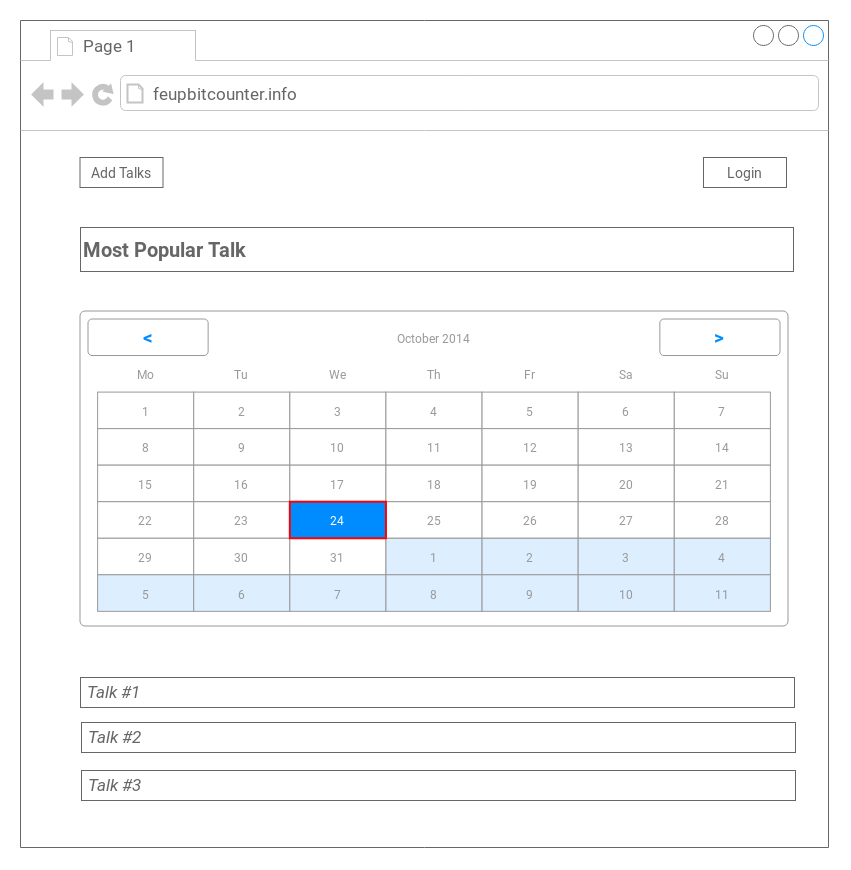 Page 1
feupbitcounter.info
Add Talks Login
Most Popular Talk
< October 2014 >
Mo Tu We Th Fr Sa Su
1 2 3 4 5 6 7
8 9 10 11 12 13 14
15 16 17 18 19 20 21
22 23 24 25 26 27 28
29 30 31 1 2 3 4
5 6 7 8 9 10 11
Talk #1
Talk #2
Talk #3